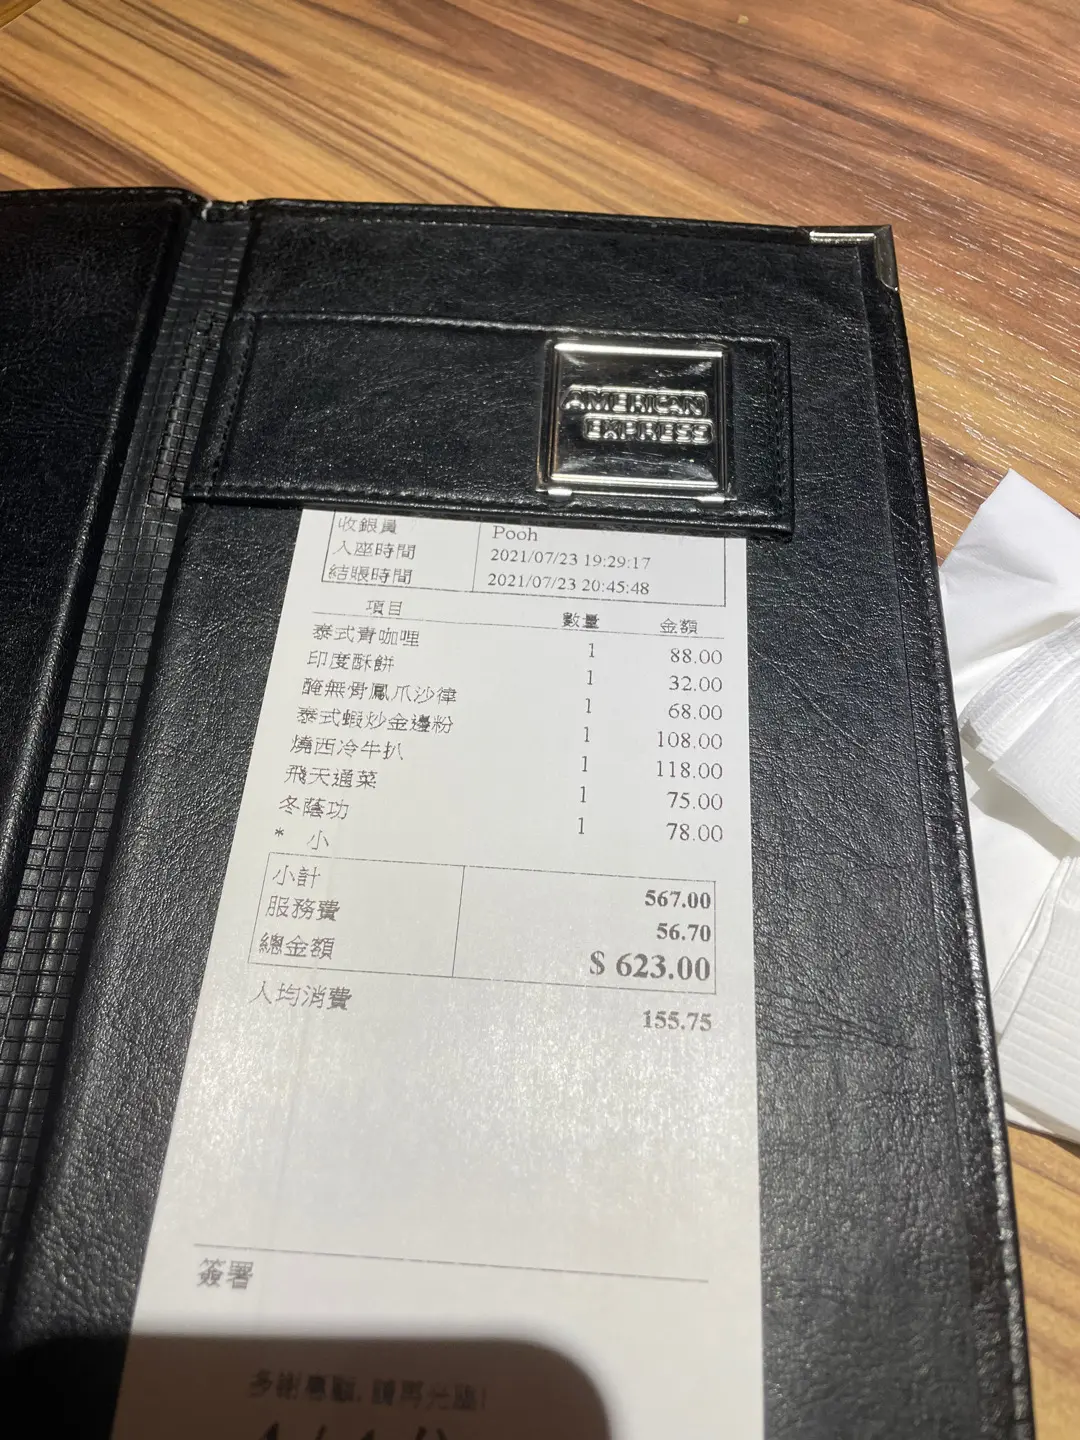 AMERICAN
EXPRESS
收銀員 Pooh
入座時間 2021/07/23 19:29:17
結賬時間 2021/07/23 20:45:48
項目 數量 金額
泰式青咖哩 1 88.00
印度酥餅 1 32.00
醃無骨鳳爪沙律 1 68.00
泰式蝦炒金邊粉 1 108.00
燒西冷牛扒 1 118.00
飛天通菜 1 75.00
冬蔭功 1 78.00
* 小
小計 567.00
服務費 56.70
總金額 $ 623.00
人均消費 155.75
簽署
多謝惠顧, 請再光臨!